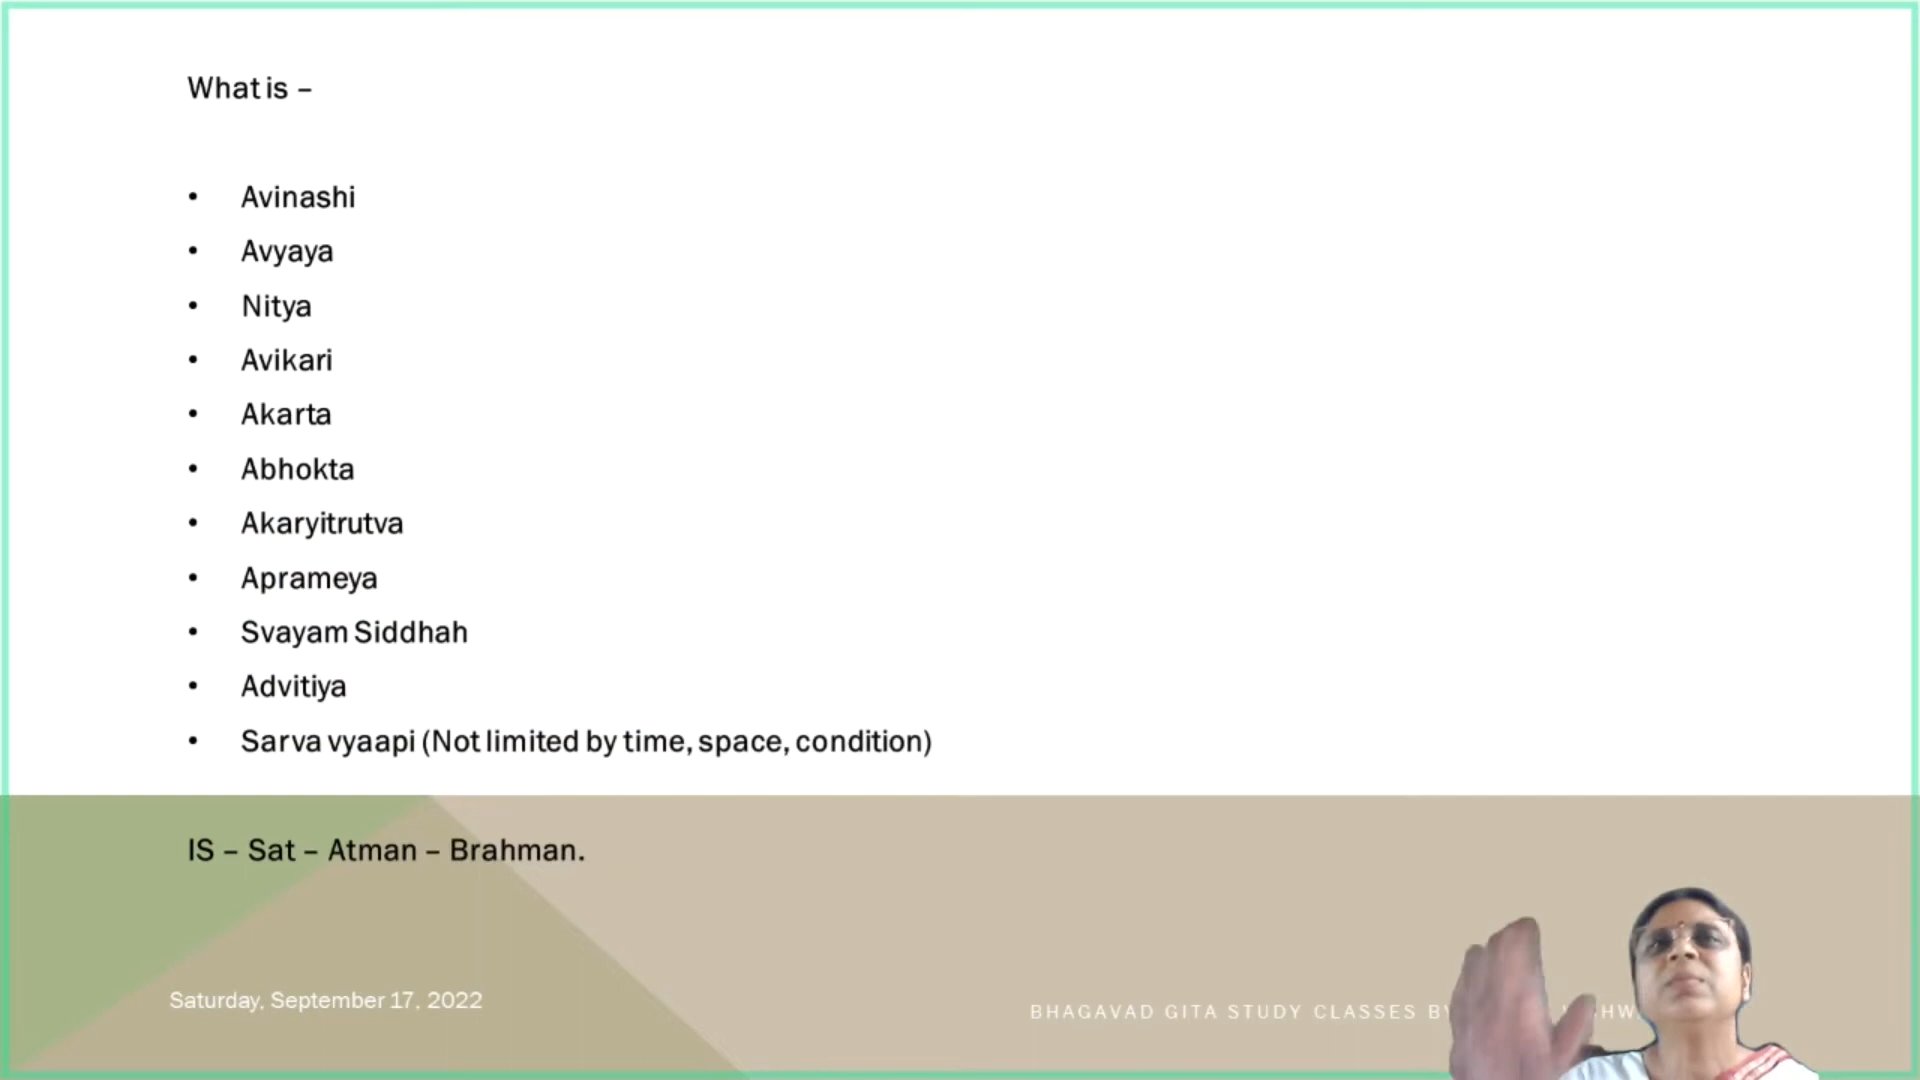 What is –
• Avinashi
• Avyaya
• Nitya
• Avikari
• Akarta
• Abhokta
• Akaryitrutva
• Aprameya
• Svayam Siddhah
• Advitiya
• Sarva vyaapi (Not limited by time, space, condition)
IS – Sat – Atman – Brahman.
Saturday, September 17, 2022
BHAGAVAD GITA STUDY CLASSES